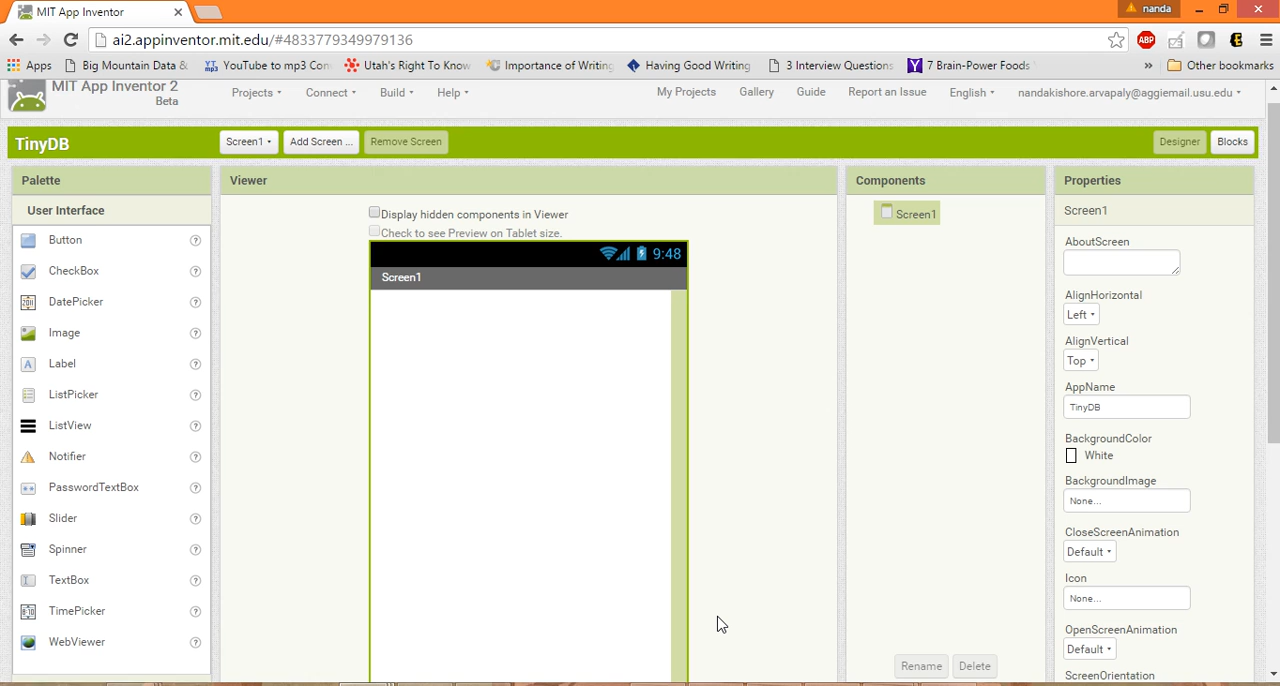 MIT App Inventor
nanda
ai2.appinventor.mit.edu/#4833779349979136
ABP
Apps Big Mountain Data & YouTube to mp3 Con Utah's Right To Know Importance of Writing Having Good Writing 3 Interview Questions 7 Brain-Power Foods » Other bookmarks
MIT App Inventor 2
Beta
Projects Connect Build Help My Projects Gallery Guide Report an Issue English nandakishore.arvapaly@aggiemail.usu.edu
TinyDB Screen1 Add Screen ... Remove Screen Designer Blocks
Palette
User Interface
Button ?
CheckBox ?
DatePicker ?
Image ?
Label ?
ListPicker ?
ListView ?
Notifier ?
PasswordTextBox ?
Slider ?
Spinner ?
TextBox ?
TimePicker ?
WebViewer ?
Viewer
Display hidden components in Viewer
Check to see Preview on Tablet size.
9:48
Screen1
Components
Screen1
Rename Delete
Properties
Screen1
AboutScreen
AlignHorizontal
Left
AlignVertical
Top
AppName
TinyDB
BackgroundColor
White
BackgroundImage
None...
CloseScreenAnimation
Default
Icon
None...
OpenScreenAnimation
Default
ScreenOrientation